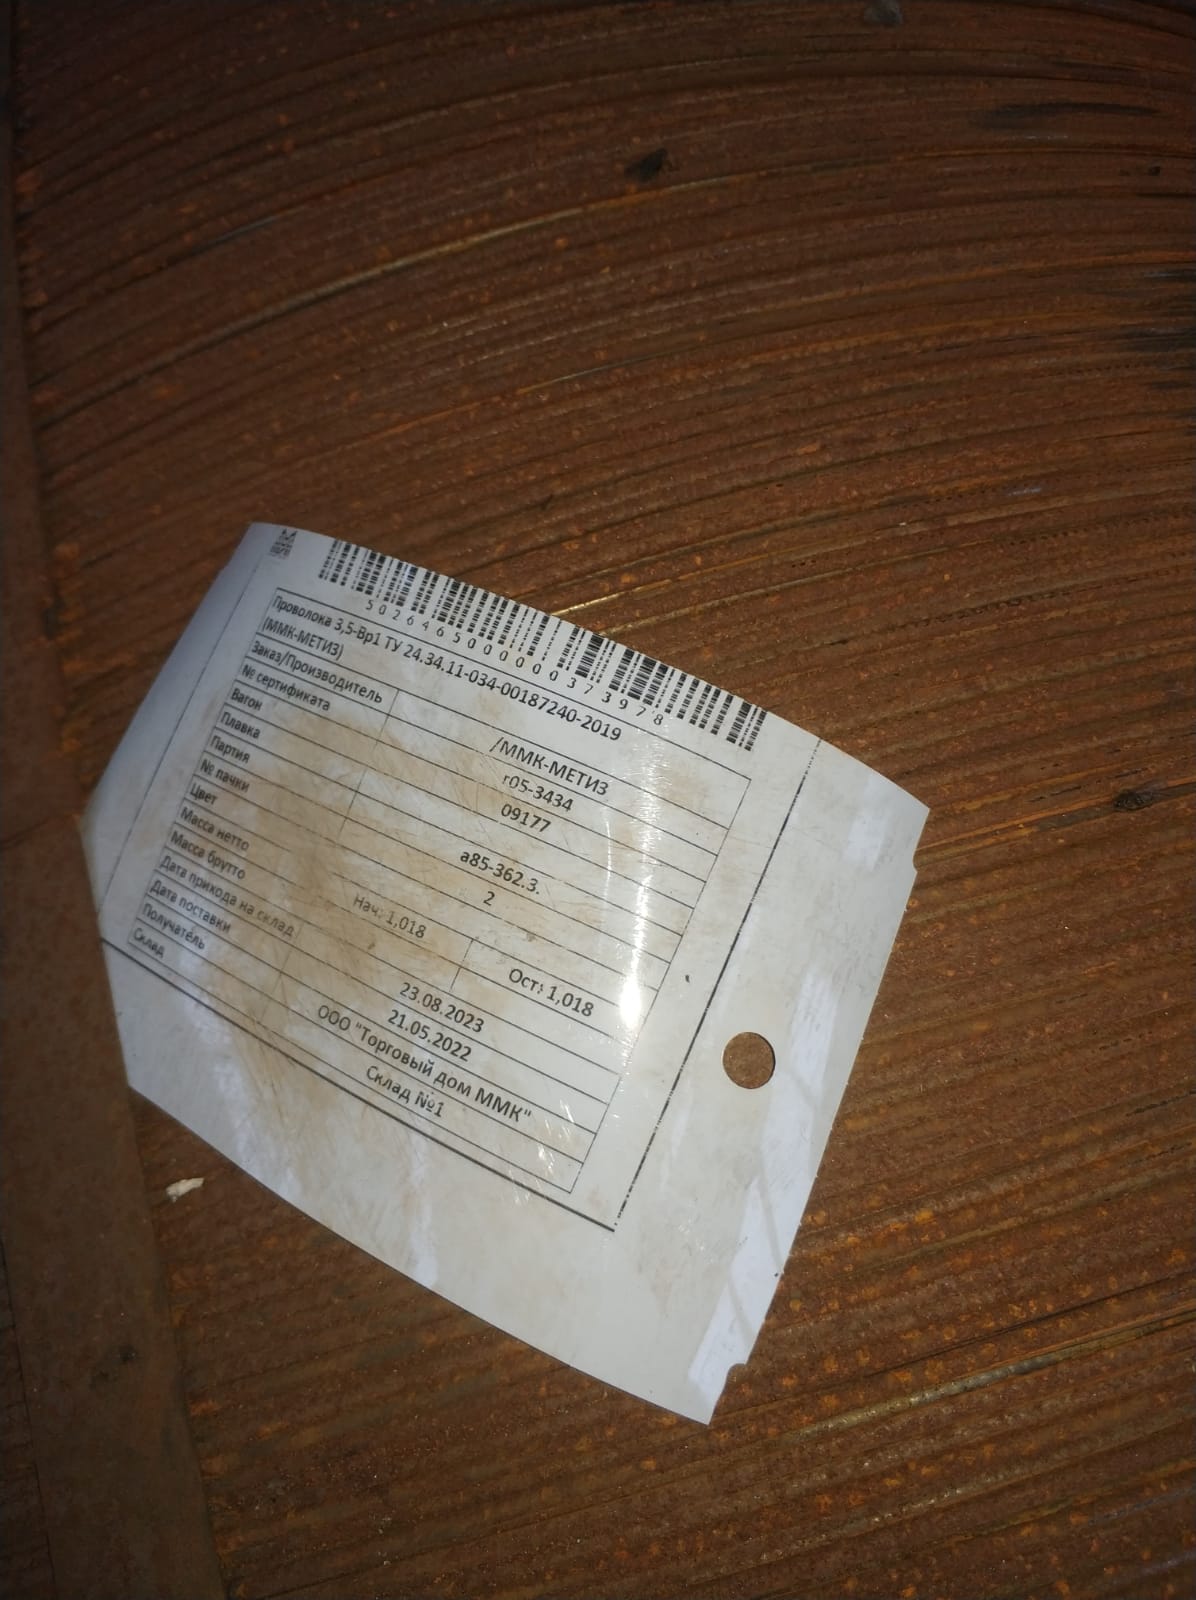 5026465000000373978
Проволока 3,5-Вр1 ТУ 24.34.11-034-00187240-2019
(ММК-МЕТИЗ)
Заказ/Производитель /ММК-МЕТИЗ
№ сертификата г05-3434
Вагон 09177
Плавка
Партия а85-362.3.
№ пачки 2
Цвет
Масса нетто Нач: 1,018 Ост: 1,018
Масса брутто
Дата прихода на склад 23.08.2023
Дата поставки 21.05.2022
Получатель ООО "Торговый дом ММК"
Склад Склад №1